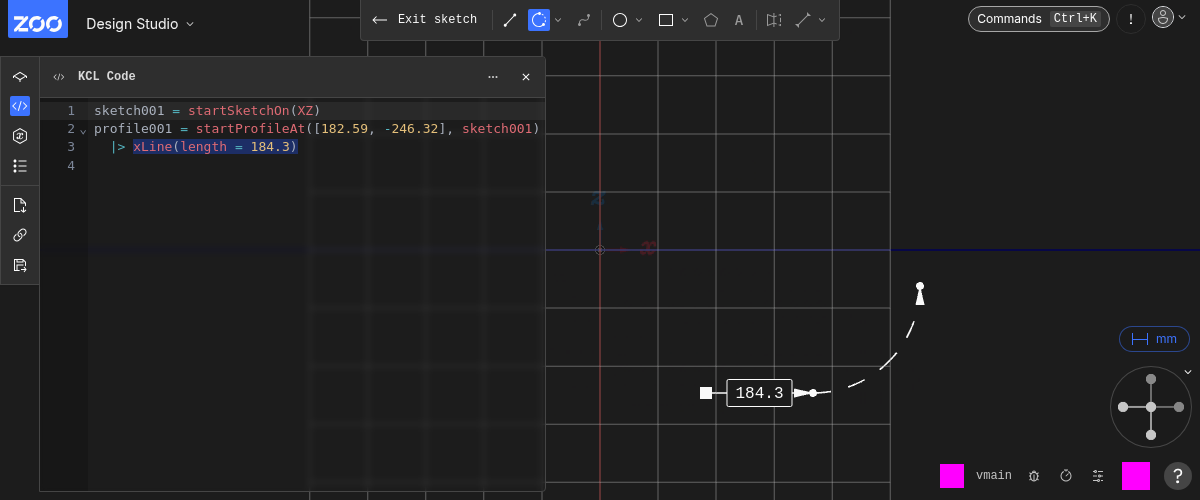 ZOO
Design Studio
Exit sketch
A
Commands Ctrl+K
!
KCL Code
1 sketch001 = startSketchOn(XZ)
2 profile001 = startProfileAt([182.59, -246.32], sketch001)
3 |> xLine(length = 184.3)
4
z
x
184.3
mm
vmain
?